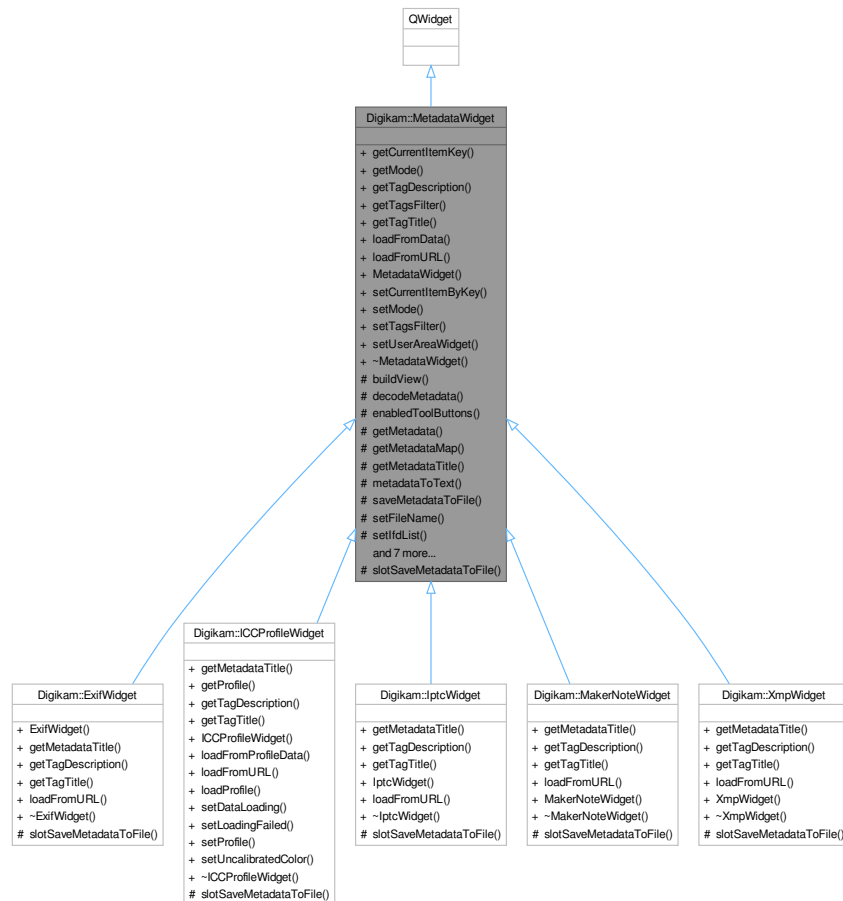 QWidget
Digikam::MetadataWidget
+ getCurrentItemKey()
+ getMode()
+ getTagDescription()
+ getTagsFilter()
+ getTagTitle()
+ loadFromData()
+ loadFromURL()
+ MetadataWidget()
+ setCurrentItemByKey()
+ setMode()
+ setTagsFilter()
+ setUserAreaWidget()
+ ~MetadataWidget()
# buildView()
# decodeMetadata()
# enabledToolButtons()
# getMetadata()
# getMetadataMap()
# getMetadataTitle()
# metadataToText()
# saveMetadataToFile()
# setFileName()
# setIfdList()
and 7 more...
# slotSaveMetadataToFile()
Digikam::ExifWidget
+ ExifWidget()
+ getMetadataTitle()
+ getTagDescription()
+ getTagTitle()
+ loadFromURL()
+ ~ExifWidget()
# slotSaveMetadataToFile()
Digikam::ICCProfileWidget
+ getMetadataTitle()
+ getProfile()
+ getTagDescription()
+ getTagTitle()
+ ICCProfileWidget()
+ loadFromProfileData()
+ loadFromURL()
+ loadProfile()
+ setDataLoading()
+ setLoadingFailed()
+ setProfile()
+ setUncalibratedColor()
+ ~ICCProfileWidget()
# slotSaveMetadataToFile()
Digikam::IptcWidget
+ getMetadataTitle()
+ getTagDescription()
+ getTagTitle()
+ IptcWidget()
+ loadFromURL()
+ ~IptcWidget()
# slotSaveMetadataToFile()
Digikam::MakerNoteWidget
+ getMetadataTitle()
+ getTagDescription()
+ getTagTitle()
+ loadFromURL()
+ MakerNoteWidget()
+ ~MakerNoteWidget()
# slotSaveMetadataToFile()
Digikam::XmpWidget
+ getMetadataTitle()
+ getTagDescription()
+ getTagTitle()
+ loadFromURL()
+ XmpWidget()
+ ~XmpWidget()
# slotSaveMetadataToFile()